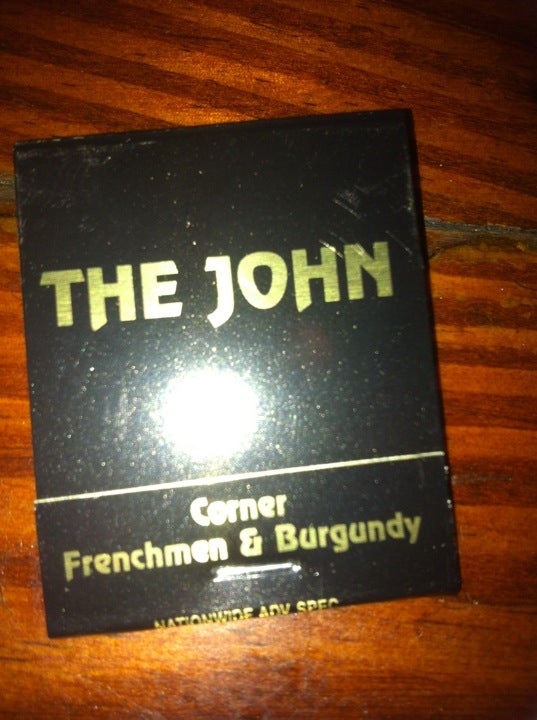 THE JOHN
Corner
Frenchmen & Burgundy
NATIONWIDE ADV. SPEC